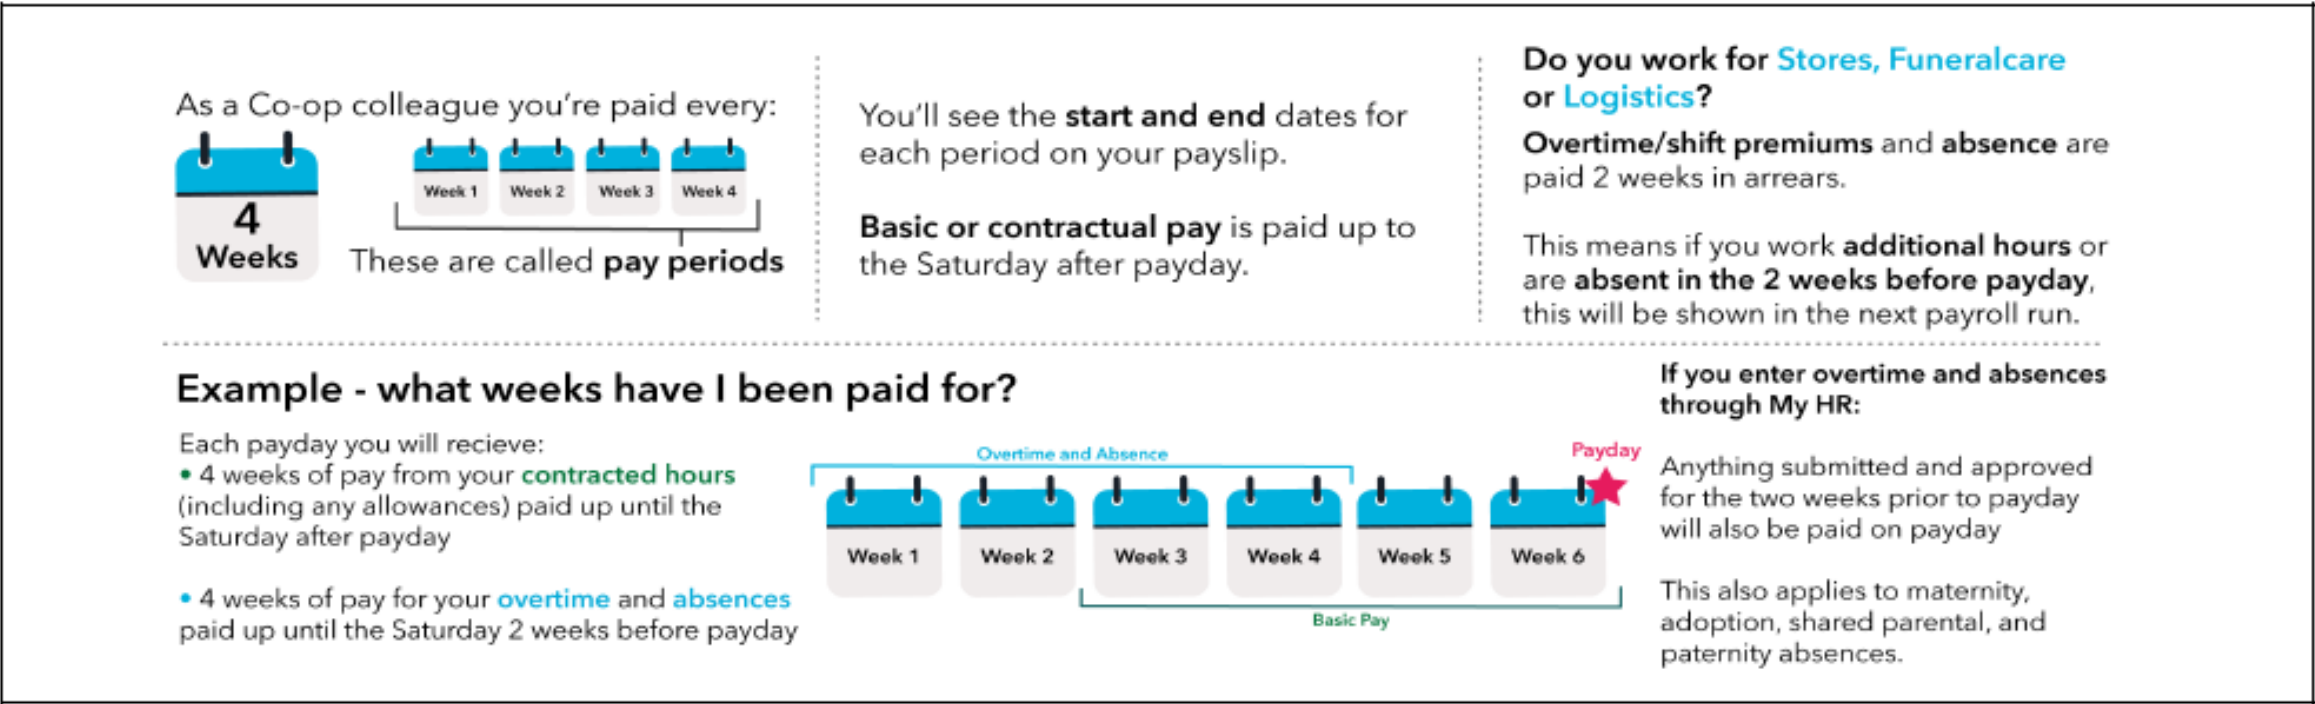 As a Co-op colleague you're paid every:
4
Weeks
Week 1
Week 2
Week 3
Week 4
These are called pay periods
You'll see the start and end dates for
each period on your payslip.
Basic or contractual pay is paid up to
the Saturday after payday.
Do you work for Stores, Funeralcare
or Logistics?
Overtime/shift premiums and absence are
paid 2 weeks in arrears.
This means if you work additional hours or
are absent in the 2 weeks before payday,
this will be shown in the next payroll run.
Example - what weeks have I been paid for?
Each payday you will recieve:
• 4 weeks of pay from your contracted hours
(including any allowances) paid up until the
Saturday after payday
• 4 weeks of pay for your overtime and absences
paid up until the Saturday 2 weeks before payday
Overtime and Absence
Payday
Week 1
Week 2
Week 3
Week 4
Week 5
Week 6
Basic Pay
If you enter overtime and absences
through My HR:
Anything submitted and approved
for the two weeks prior to payday
will also be paid on payday
This also applies to maternity,
adoption, shared parental, and
paternity absences.